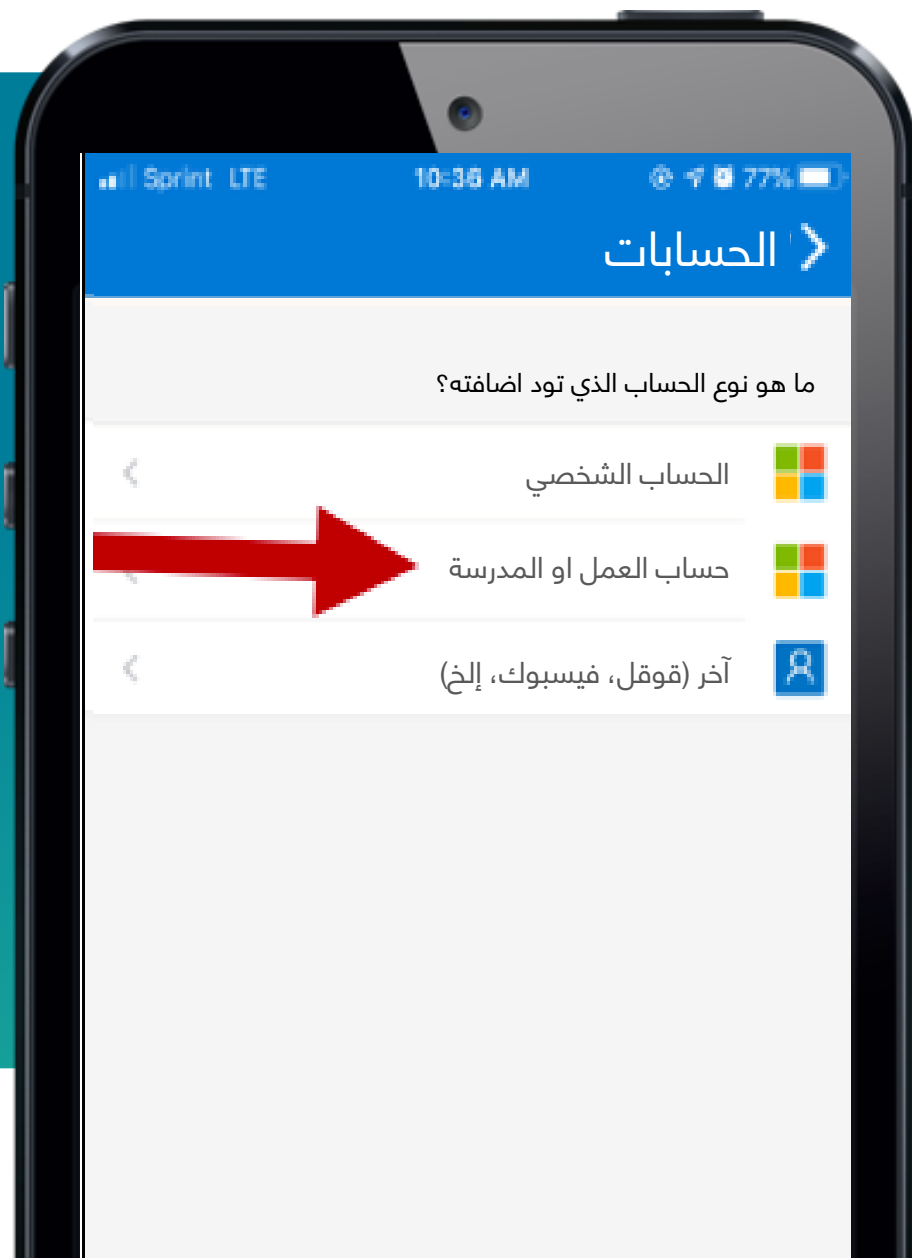 Sprint LTE 10:36 AM 77%
الحسابات
ما هو نوع الحساب الذي تود اضافته؟
الحساب الشخصي
حساب العمل او المدرسة
آخر (قوقل، فيسبوك، إلخ)